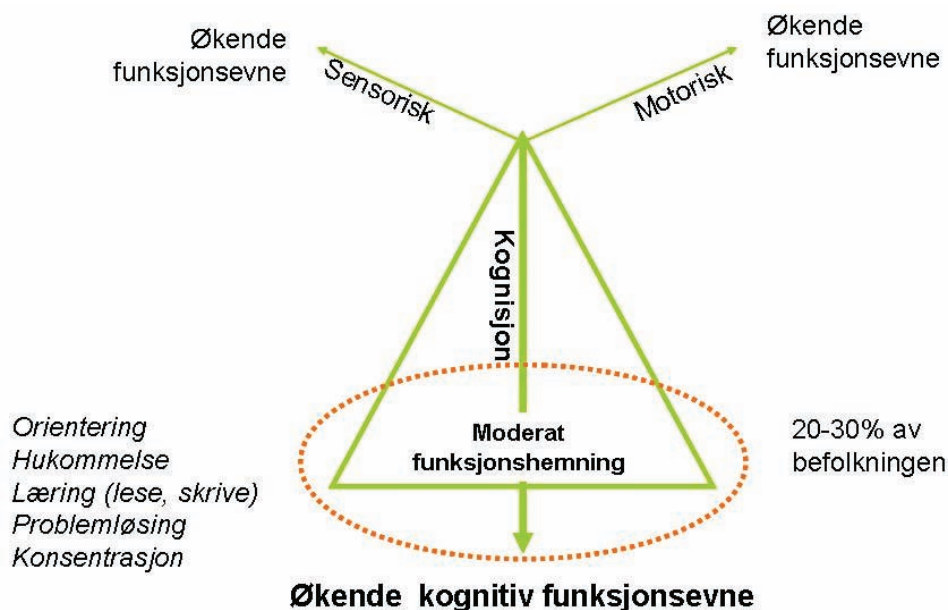 Økende
funksjonsevne
Sensorisk
Økende
funksjonsevne
Motorisk
Kognisjon
Moderat
funksjonshemning
Orientering
Hukommelse
Læring (lese, skrive)
Problemløsing
Konsentrasjon
20-30% av
befolkningen
Økende kognitiv funksjonsevne